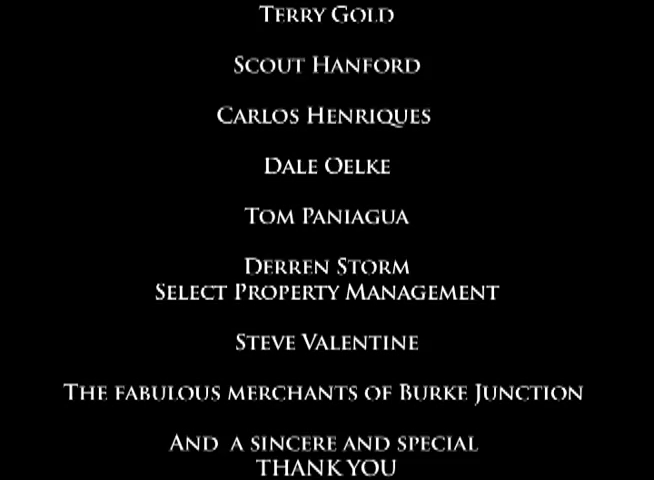 Terry Gold
Scout Hanford
Carlos Henriques
Dale Oelke
Tom Paniagua
Derren Storm
Select Property Management
Steve Valentine
The fabulous merchants of Burke Junction
And a sincere and special
THANK YOU